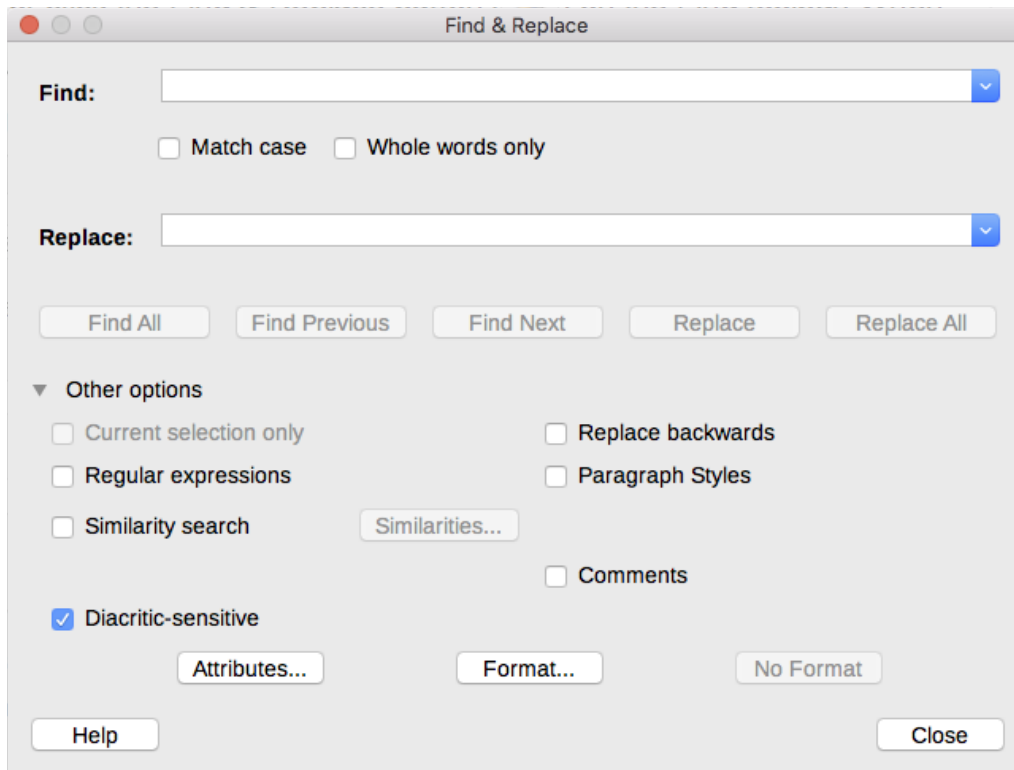 Find & Replace
Find:
Match case Whole words only
Replace:
Find All Find Previous Find Next Replace Replace All
Other options
Current selection only Replace backwards
Regular expressions Paragraph Styles
Similarity search Similarities...
Comments
Diacritic-sensitive
Attributes... Format... No Format
Help Close